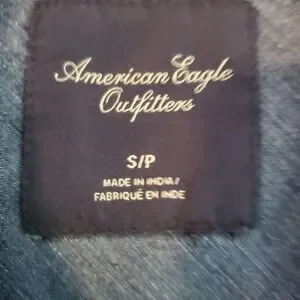 American Eagle
Outfitters
S/P
MADE IN INDIA/
FABRIQUÉ EN INDE